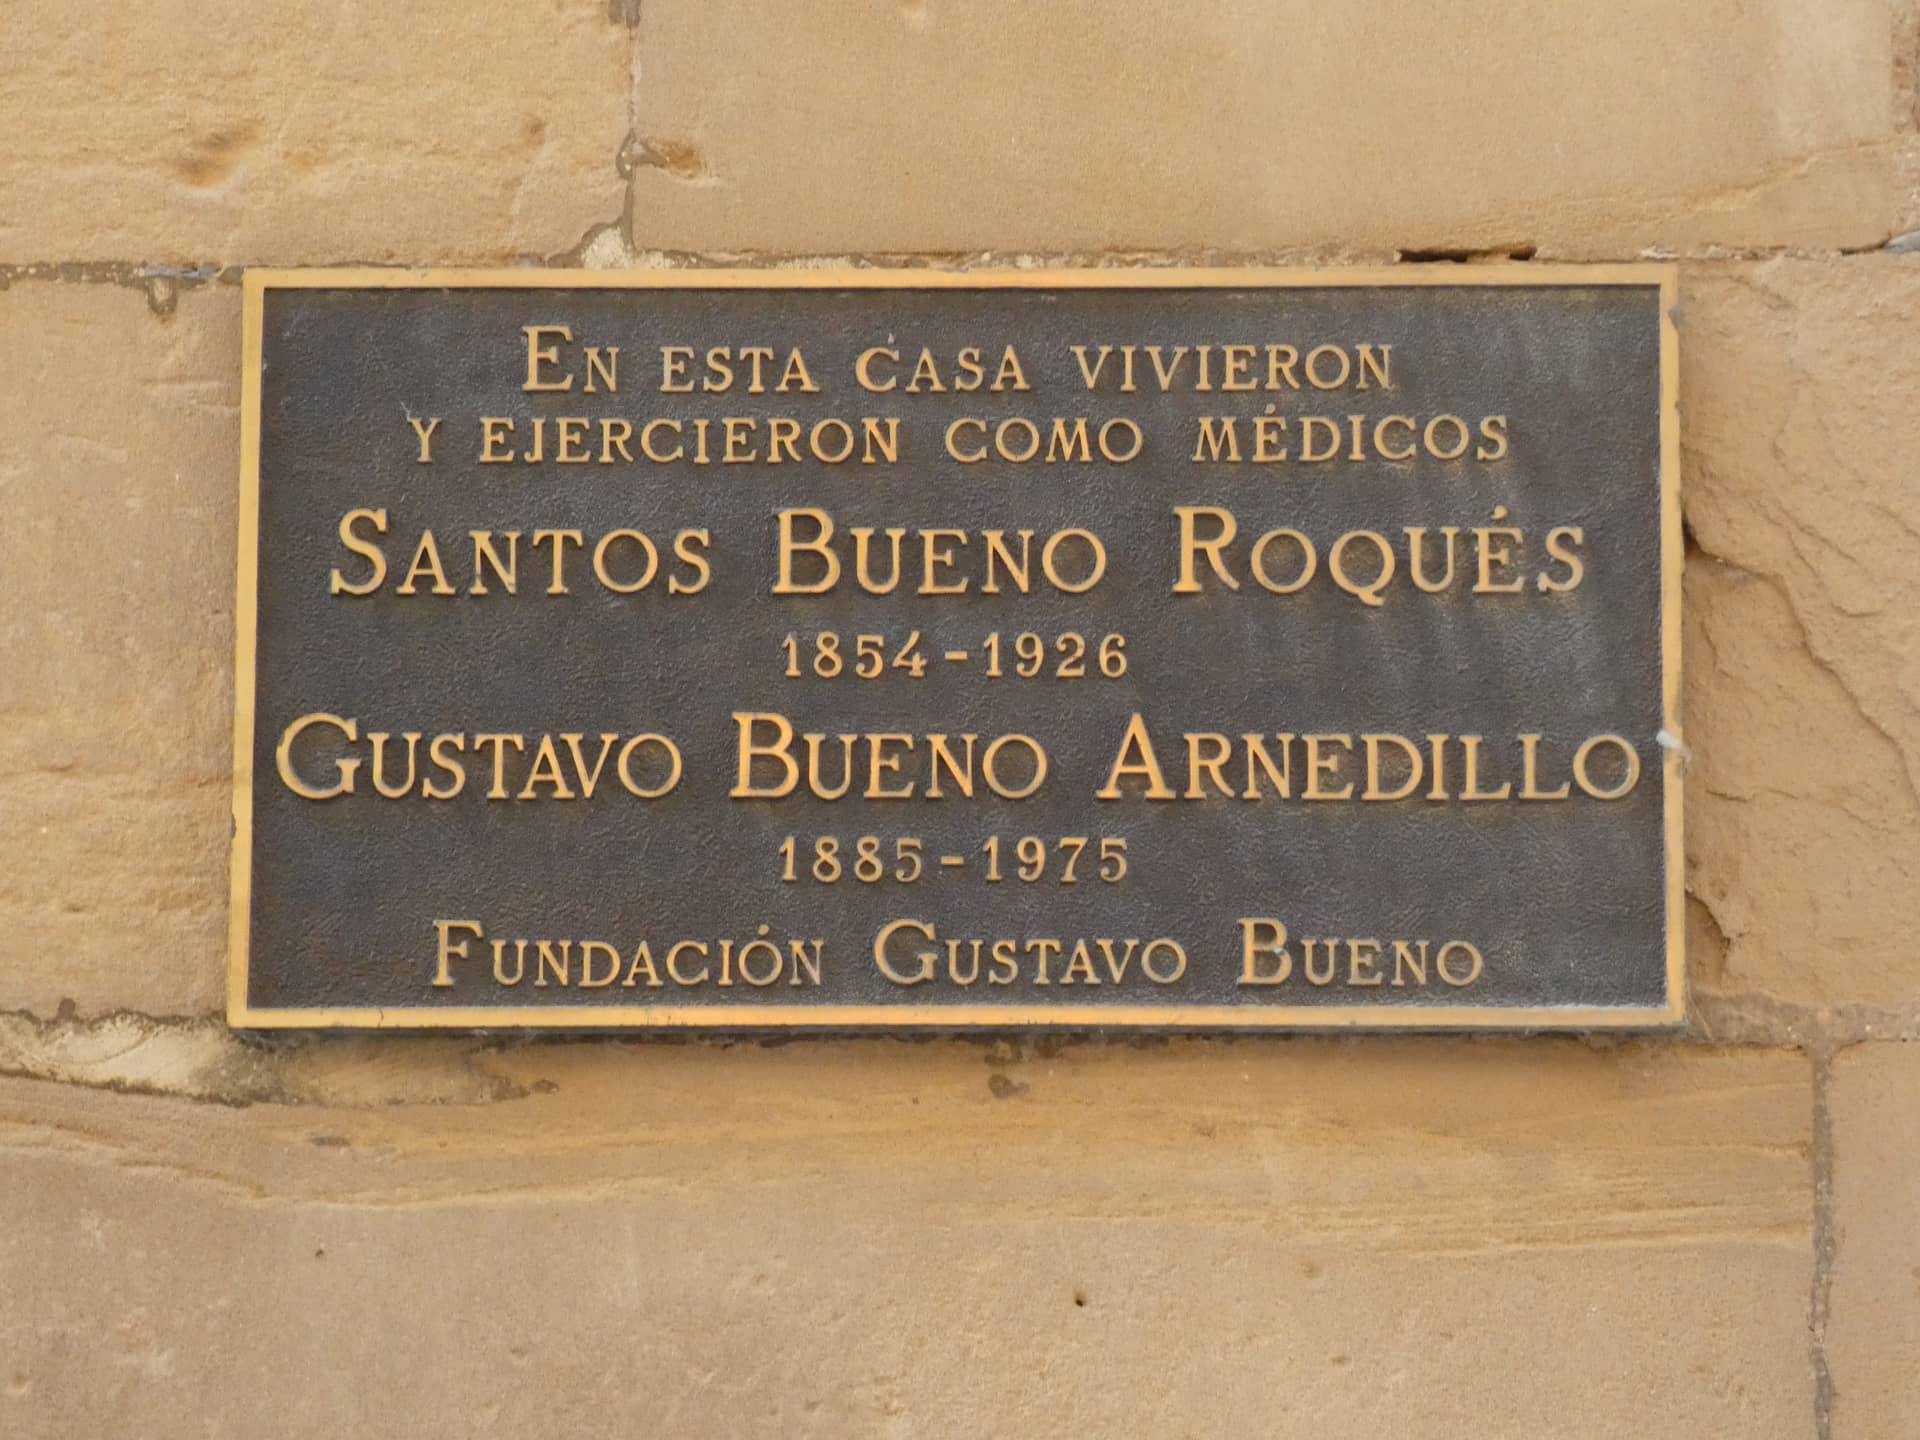 EN ESTA CASA VIVIERON
Y EJERCIERON COMO MÉDICOS
SANTOS BUENO ROQUÉS
1854-1926
GUSTAVO BUENO ARNEDILLO
1885-1975
FUNDACIÓN GUSTAVO BUENO